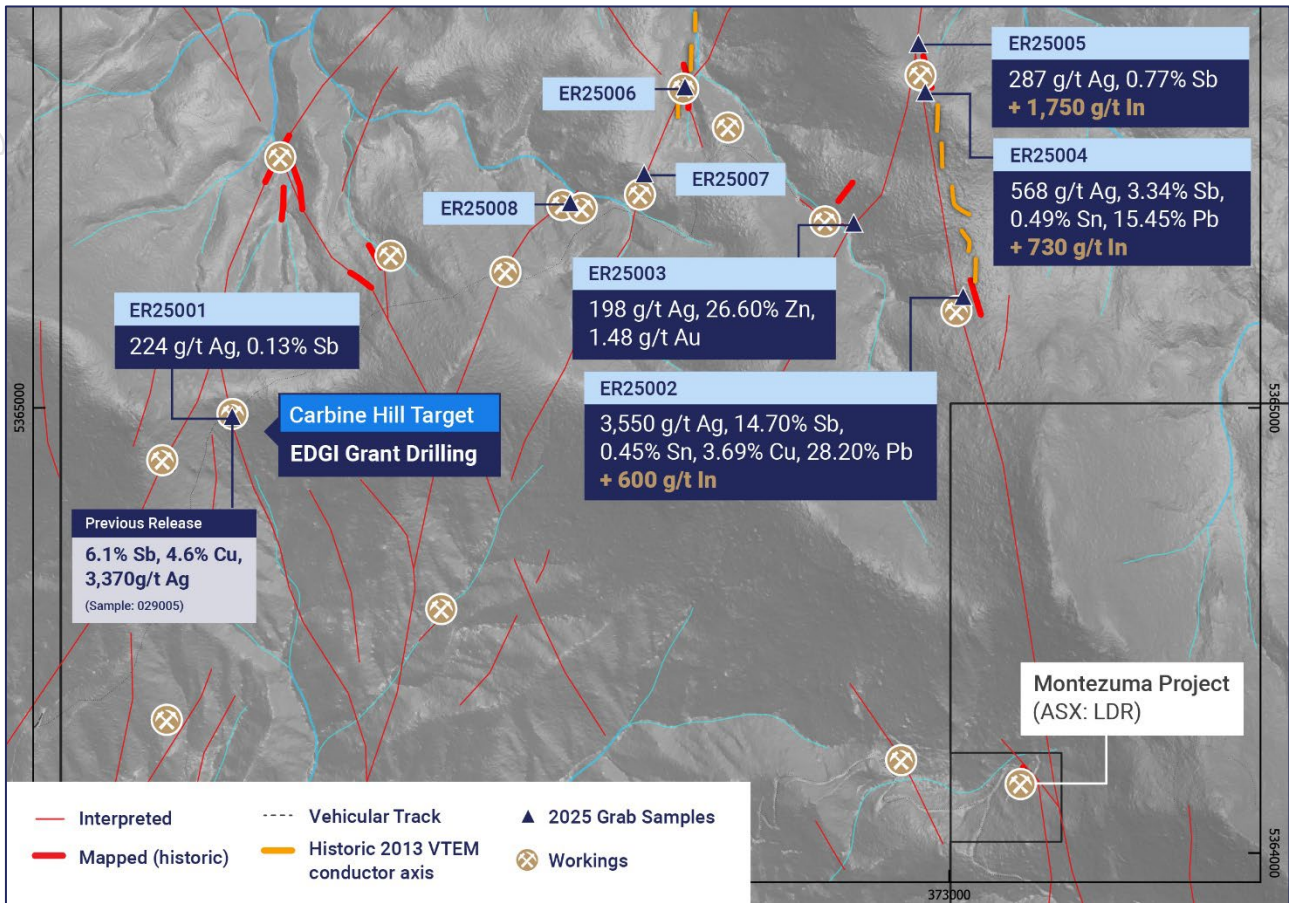 ER25005
287 g/t Ag, 0.77% Sb
+ 1,750 g/t In
ER25006
ER25004
568 g/t Ag, 3.34% Sb,
0.49% Sn, 15.45% Pb
+ 730 g/t In
ER25007
ER25008
ER25003
198 g/t Ag, 26.60% Zn,
1.48 g/t Au
ER25001
224 g/t Ag, 0.13% Sb
ER25002
3,550 g/t Ag, 14.70% Sb,
0.45% Sn, 3.69% Cu, 28.20% Pb
+ 600 g/t In
5365000
5365000
Carbine Hill Target
EDGI Grant Drilling
Previous Release
6.1% Sb, 4.6% Cu,
3,370g/t Ag
(Sample: 029005)
Montezuma Project
(ASX: LDR)
Interpreted
Mapped (historic)
Vehicular Track
Historic 2013 VTEM
conductor axis
2025 Grab Samples
Workings
373000
5364000